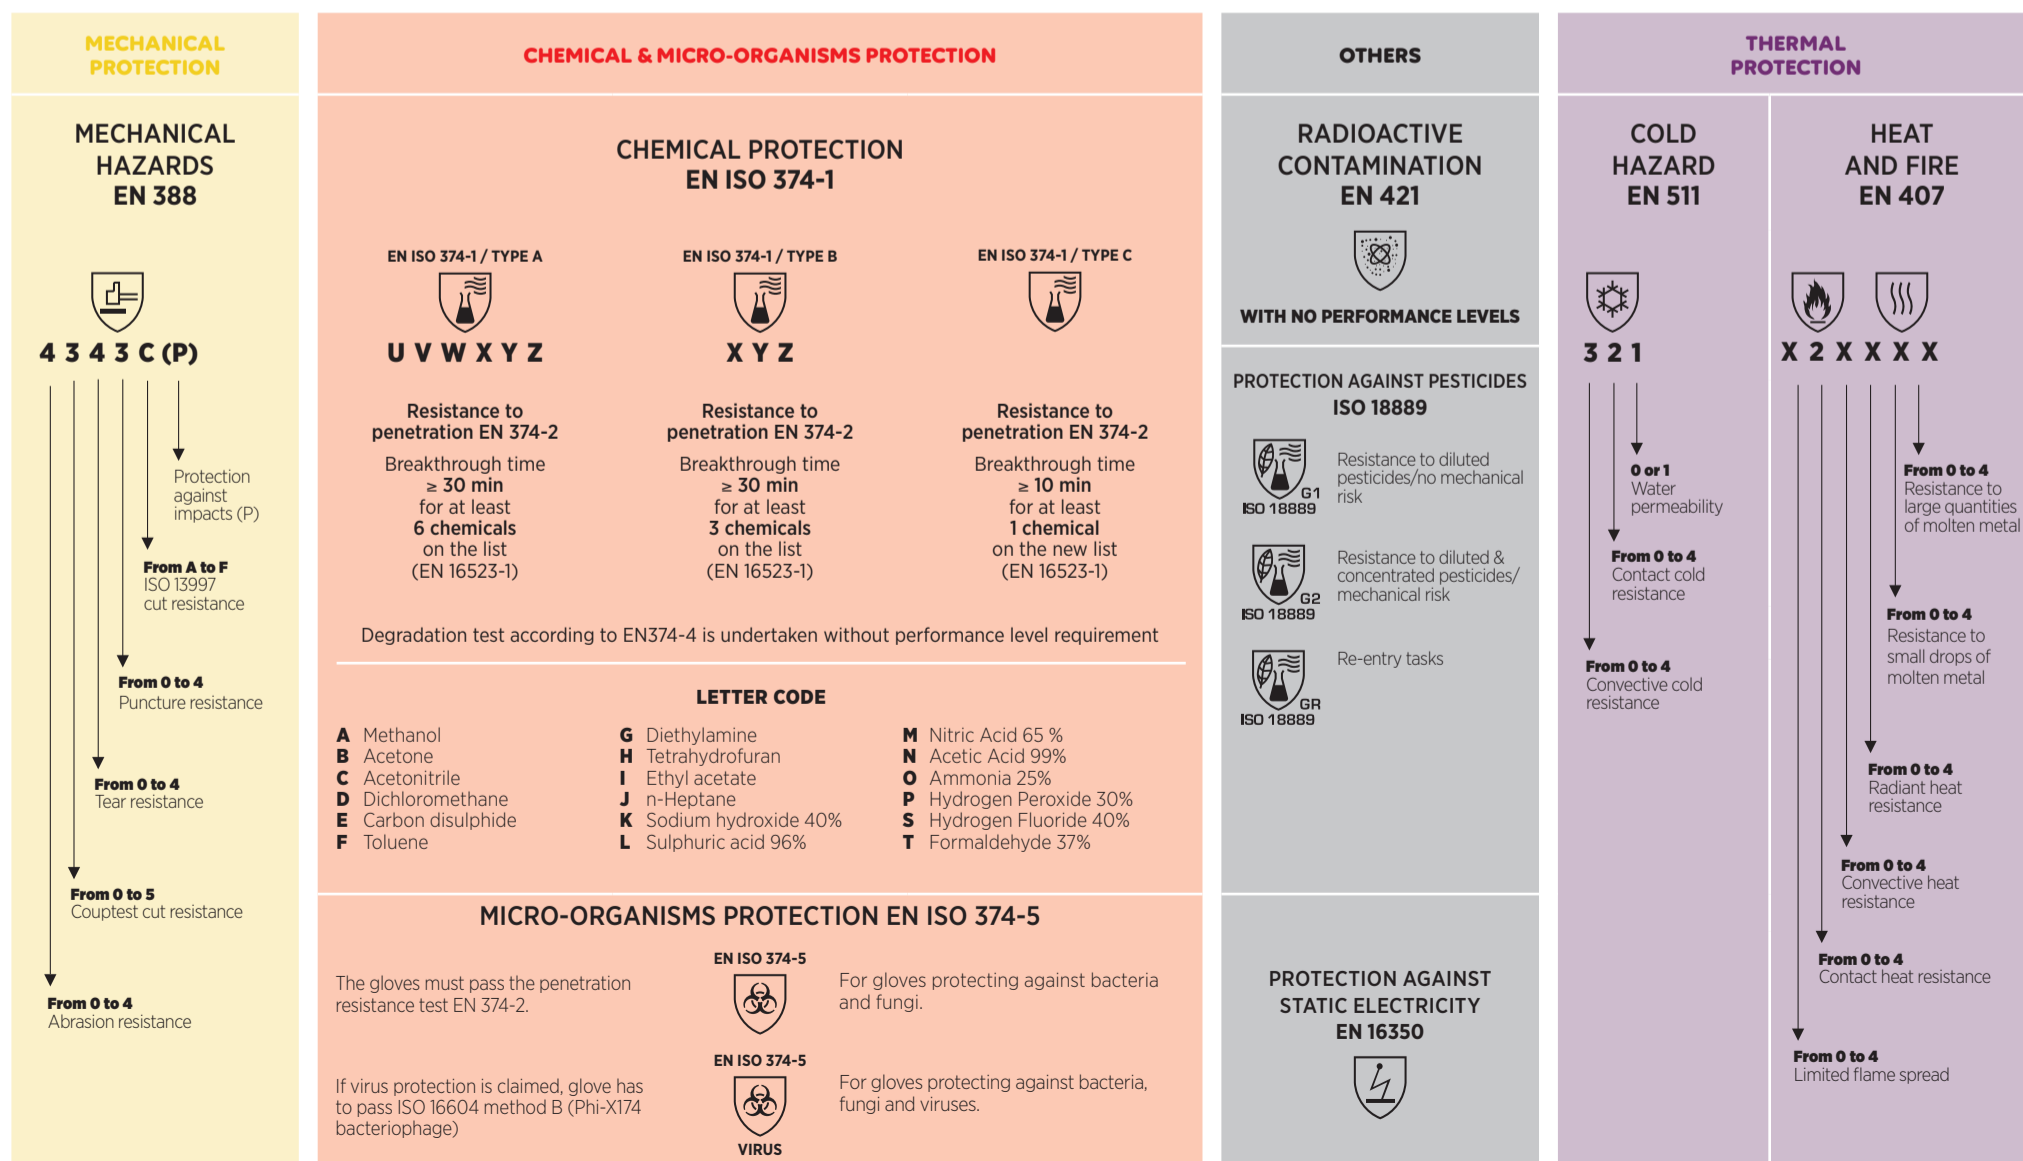 MECHANICAL
PROTECTION
MECHANICAL
HAZARDS
EN 388
4 3 4 3 C (P)
Protection
against
impacts (P)
From A to F
ISO 13997
cut resistance
From 0 to 4
Puncture resistance
From 0 to 4
Tear resistance
From 0 to 5
Couptest cut resistance
From 0 to 4
Abrasion resistance
CHEMICAL & MICRO-ORGANISMS PROTECTION
CHEMICAL PROTECTION
EN ISO 374-1
EN ISO 374-1 / TYPE A
U V W X Y Z
Resistance to
penetration EN 374-2
Breakthrough time
≥ 30 min
for at least
6 chemicals
on the list
(EN 16523-1)
EN ISO 374-1 / TYPE B
X Y Z
Resistance to
penetration EN 374-2
Breakthrough time
≥ 30 min
for at least
3 chemicals
on the list
(EN 16523-1)
EN ISO 374-1 / TYPE C
Resistance to
penetration EN 374-2
Breakthrough time
≥ 10 min
for at least
1 chemical
on the new list
(EN 16523-1)
Degradation test according to EN374-4 is undertaken without performance level requirement
LETTER CODE
A Methanol
B Acetone
C Acetonitrile
D Dichloromethane
E Carbon disulphide
F Toluene
G Diethylamine
H Tetrahydrofuran
I Ethyl acetate
J n-Heptane
K Sodium hydroxide 40%
L Sulphuric acid 96%
M Nitric Acid 65 %
N Acetic Acid 99%
O Ammonia 25%
P Hydrogen Peroxide 30%
S Hydrogen Fluoride 40%
T Formaldehyde 37%
MICRO-ORGANISMS PROTECTION EN ISO 374-5
The gloves must pass the penetration
resistance test EN 374-2.
EN ISO 374-5
For gloves protecting against bacteria
and fungi.
If virus protection is claimed, glove has
to pass ISO 16604 method B (Phi-X174
bacteriophage)
EN ISO 374-5
VIRUS
For gloves protecting against bacteria,
fungi and viruses.
OTHERS
RADIOACTIVE
CONTAMINATION
EN 421
WITH NO PERFORMANCE LEVELS
PROTECTION AGAINST PESTICIDES
ISO 18889
G1
ISO 18889
Resistance to diluted
pesticides/no mechanical
risk
G2
ISO 18889
Resistance to diluted &
concentrated pesticides/
mechanical risk
GR
ISO 18889
Re-entry tasks
PROTECTION AGAINST
STATIC ELECTRICITY
EN 16350
THERMAL
PROTECTION
COLD
HAZARD
EN 511
3 2 1
0 or 1
Water
permeability
From 0 to 4
Contact cold
resistance
From 0 to 4
Convective cold
resistance
HEAT
AND FIRE
EN 407
X 2 X X X X
From 0 to 4
Resistance to
large quantities
of molten metal
From 0 to 4
Resistance to
small drops of
molten metal
From 0 to 4
Radiant heat
resistance
From 0 to 4
Convective heat
resistance
From 0 to 4
Contact heat resistance
From 0 to 4
Limited flame spread